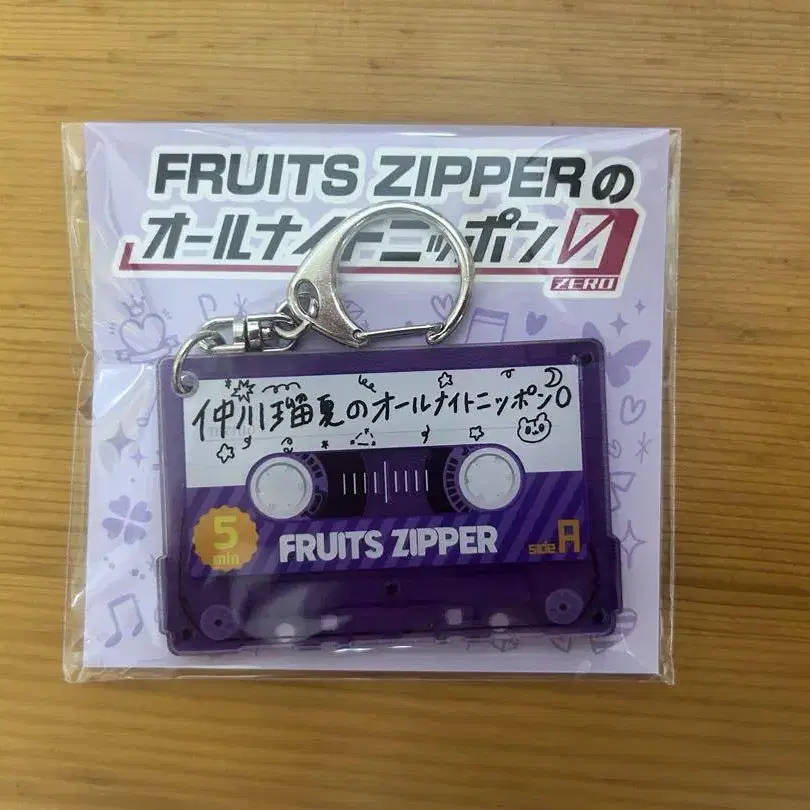 FRUITS ZIPPERの
オールナイトニッポン0
ZERO
仲川瑠夏のオールナイトニッポン0
5
min
FRUITS ZIPPER
side A